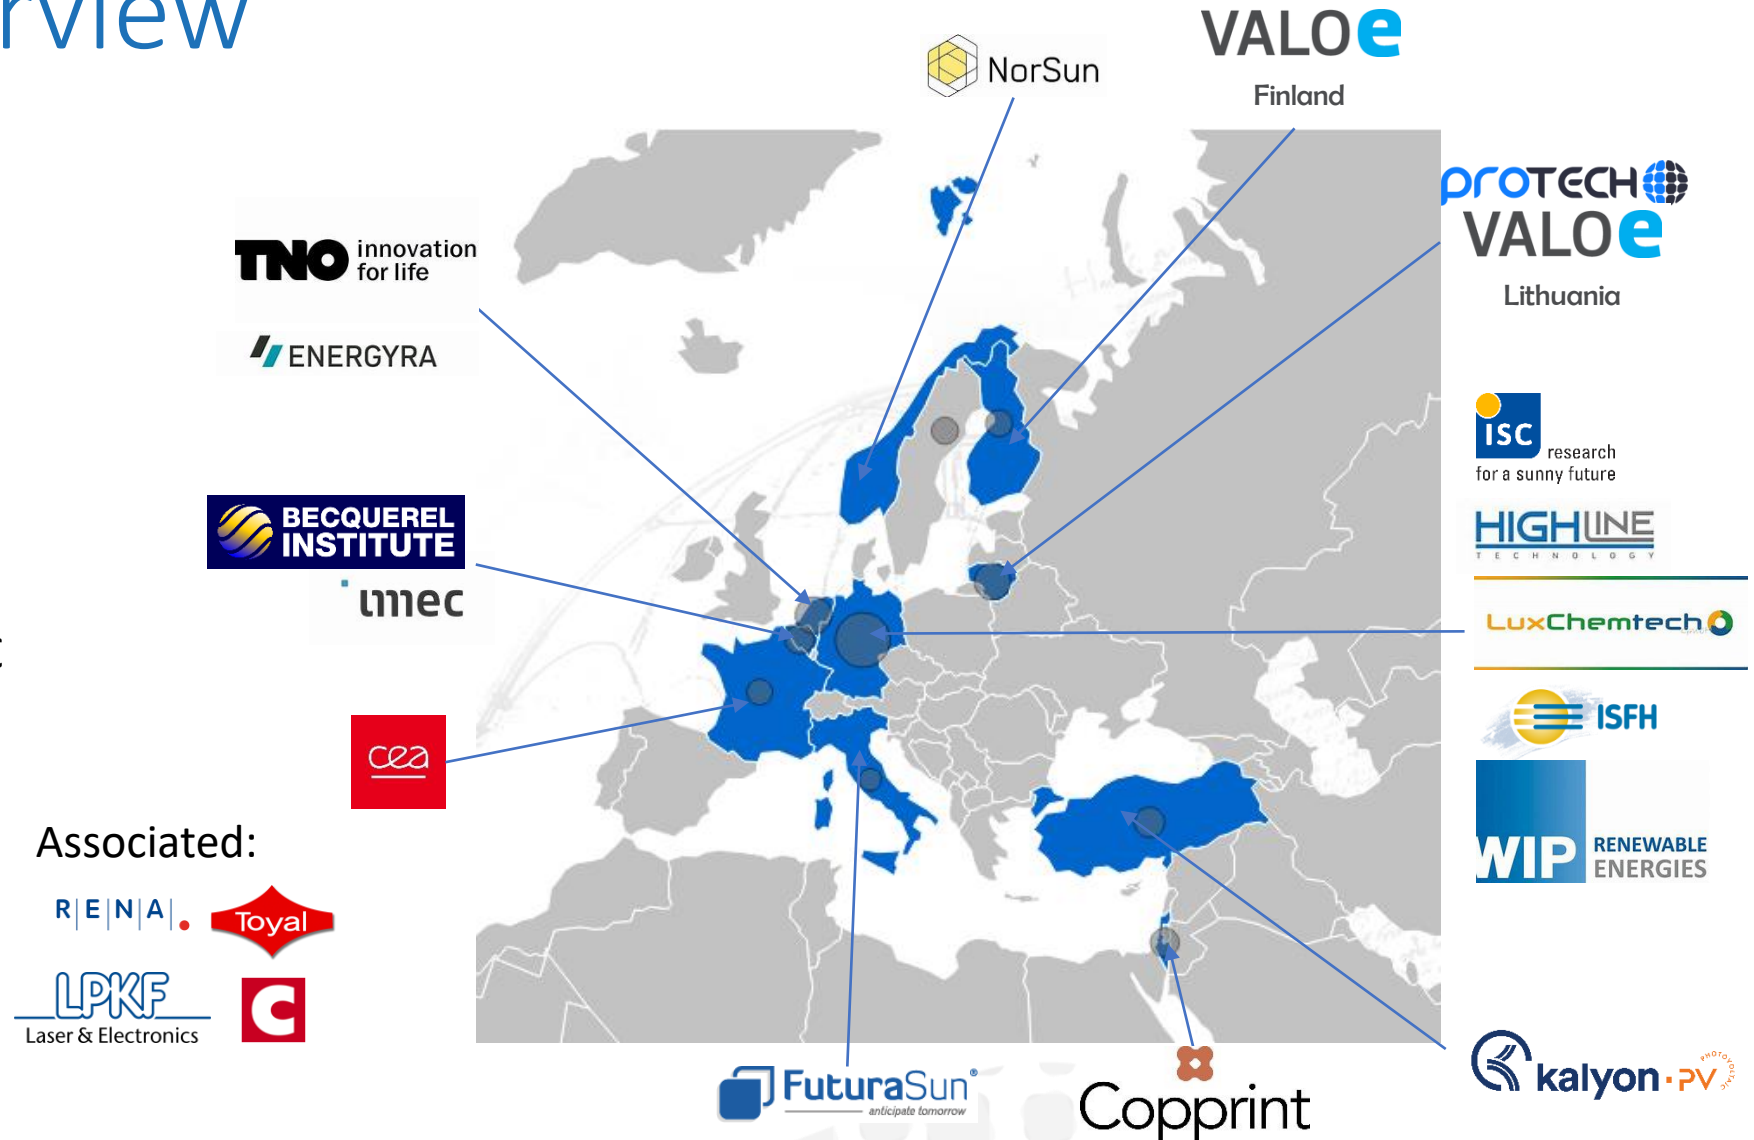 rview
NorSun
VALOe
Finland
proTECH
VALOe
Lithuania
TNO innovation
for life
ENERGYRA
ISC research
for a sunny future
BECQUEREL
INSTITUTE
imec
HIGHLINE
TECHNOLOGY
LuxChemtech
ISFH
cea
WIP RENEWABLE
ENERGIES
Associated:
R|E|N|A|.
Toyal
LPKF
Laser & Electronics
C
FuturaSun®
anticipate tomorrow
Copprint
kalyon·PV
PHOTOVOLTAIC